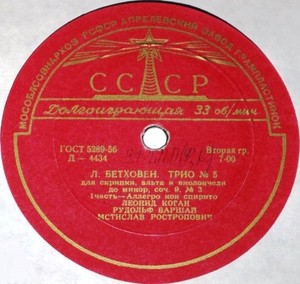 МОСОБЛСОВНАРХОЗ РСФСР АПРЕЛЕВСКИЙ ЗАВОД ГРАМПЛАСТИНОК
СССР
Долгоиграющая 33 об/мин
ГОСТ 5289-56 Вторая гр.
Д — 4434 1-00
Л. БЕТХОВЕН. ТРИО № 5
для скрипки, альта и виолончели
до минор, соч. 9, № 3
I часть—Аллегро кон спирито
ЛЕОНИД КОГАН
РУДОЛЬФ БАРШАЙ
МСТИСЛАВ РОСТРОПОВИЧ